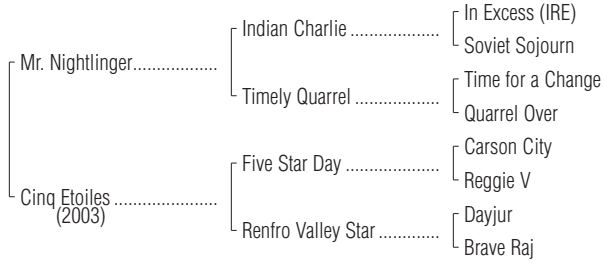 In Excess (IRE)
Indian Charlie ...................
Soviet Sojourn
Mr. Nightlinger..................
Time for a Change
Timely Quarrel ..................
Quarrel Over
Carson City
Five Star Day ....................
Reggie V
Cinq Etoiles ......................
(2003)
Dayjur
Renfro Valley Star .............
Brave Raj